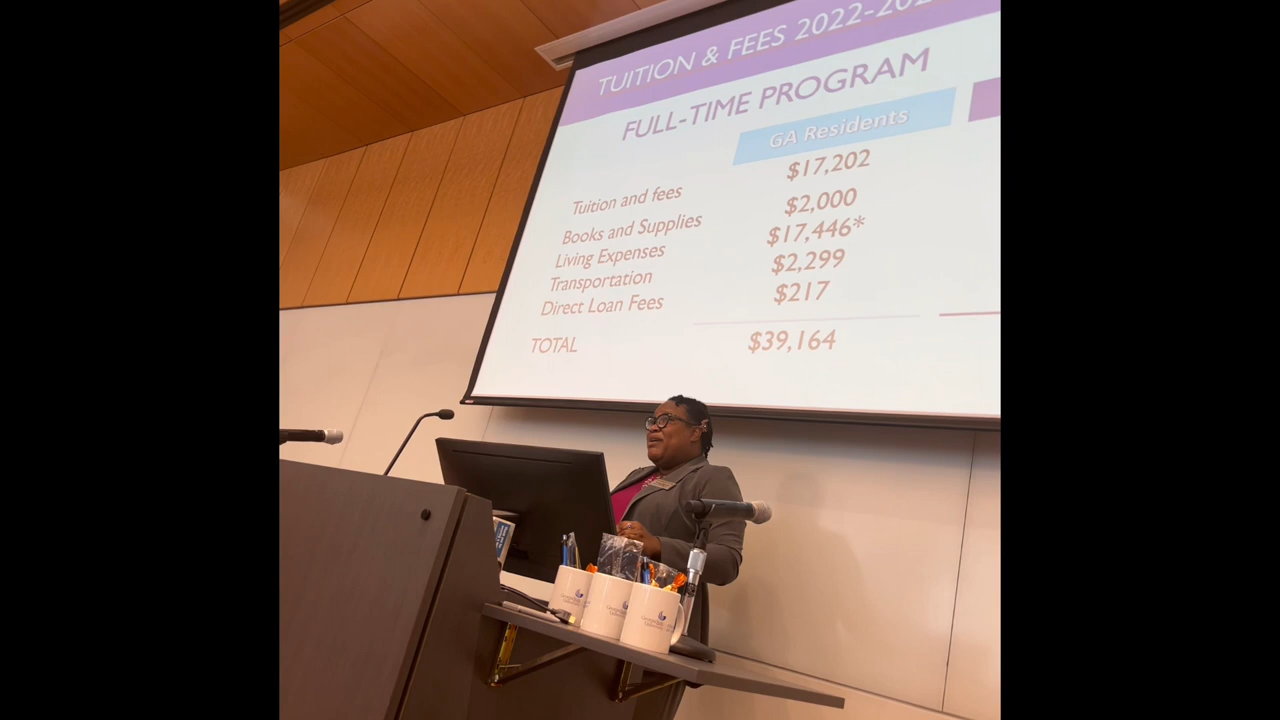 TUITION & FEES 2022-202
FULL-TIME PROGRAM
GA Residents
Tuition and fees $17,202
Books and Supplies $2,000
Living Expenses $17,446*
Transportation $2,299
Direct Loan Fees $217
TOTAL $39,164